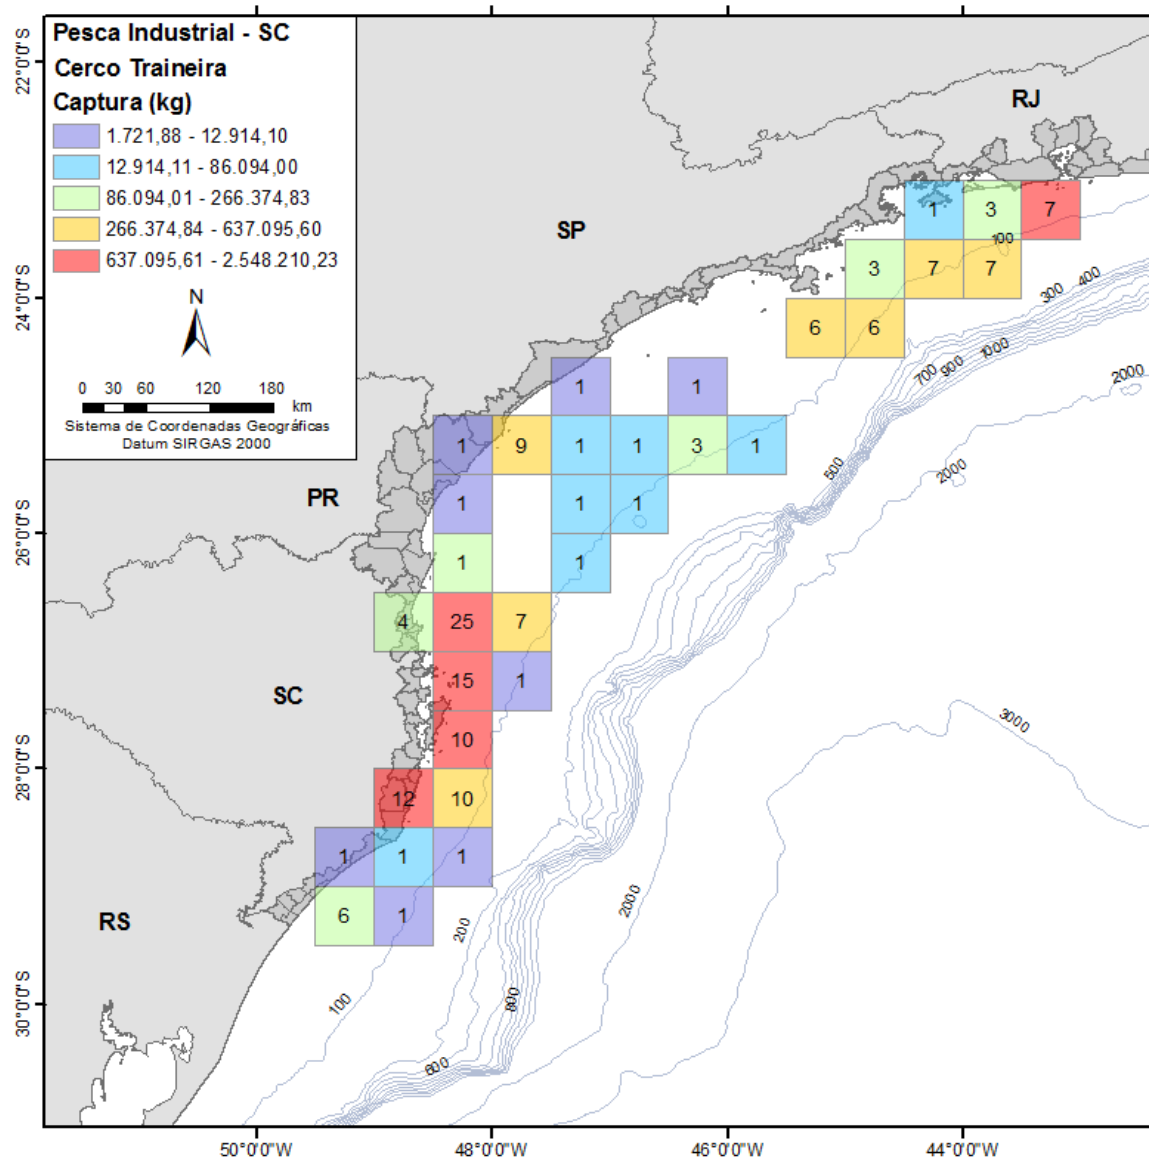 Pesca Industrial - SC
Cerco Traineira
Captura (kg)
1.721,88 - 12.914,10
12.914,11 - 86.094,00
86.094,01 - 266.374,83
266.374,84 - 637.095,60
637.095,61 - 2.548.210,23
N
0 30 60 120 180
km
Sistema de Coordenadas Geográficas
Datum SIRGAS 2000
22°0'0"S
24°0'0"S
26°0'0"S
28°0'0"S
30°0'0"S
RJ
SP
PR
SC
RS
1 3 7
100
3 7 7
6 6
300 400
700 900 1000
2000
1 1
1 9 1 1 3 1
500
2000
1 1 1
1 1
4 25 7
15 1
10
3000
12 10
1 1 1
6 1
200
2000
100
800
600
50°0'0"W 48°0'0"W 46°0'0"W 44°0'0"W